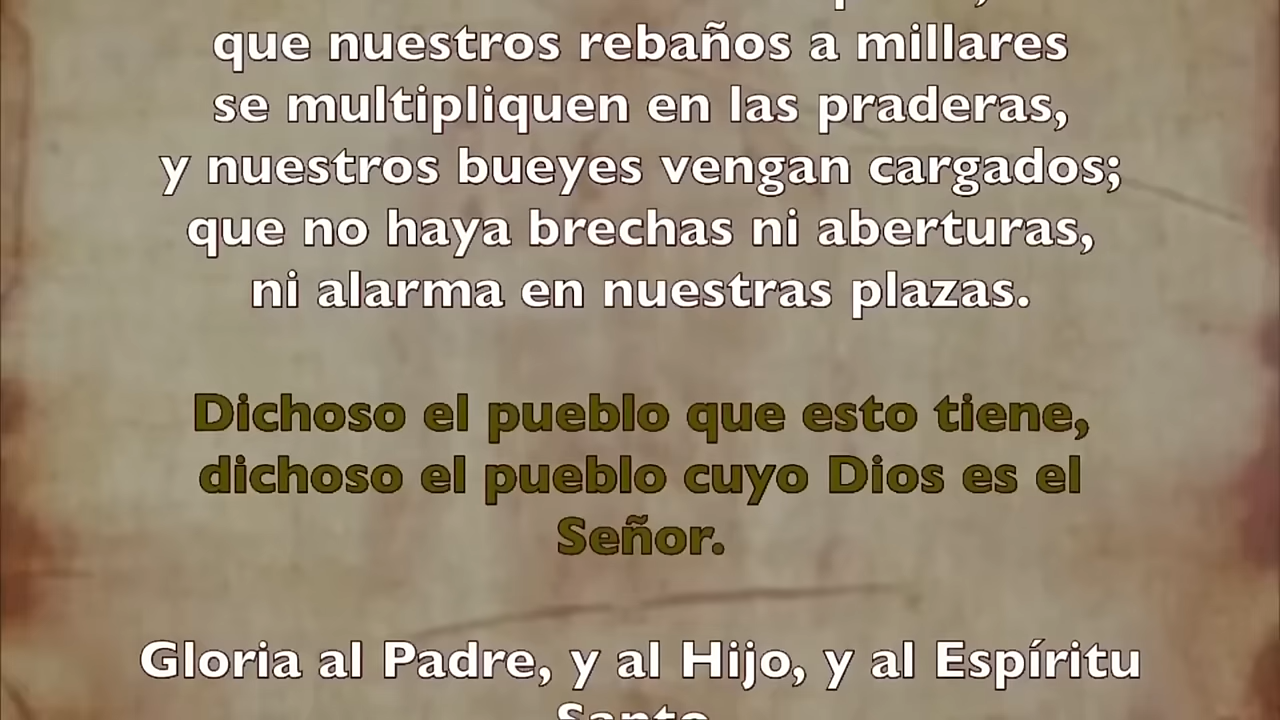 que nuestros rebaños a millares
se multipliquen en las praderas,
y nuestros bueyes vengan cargados;
que no haya brechas ni aberturas,
ni alarma en nuestras plazas.
Dichoso el pueblo que esto tiene,
dichoso el pueblo cuyo Dios es el
Señor.
Gloria al Padre, y al Hijo, y al Espíritu
Santo.